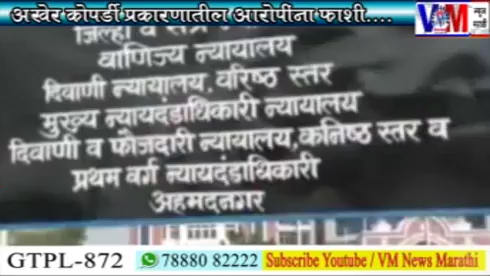 अखेर कोपर्डी प्रकरणातील आरोपींना फाशी....
VM
न्यूज
मराठी
जिल्हा व सत्र
वाणिज्य न्यायालय
दिवाणी न्यायालय, वरिष्ठ स्तर
मुख्य न्यायदंडाधिकारी न्यायालय
दिवाणी व फौजदारी न्यायालय,कनिष्ठ स्तर व
प्रथम वर्ग न्यायदंडाधिकारी
अहमदनगर
GTPL-872 78880 82222 Subscribe Youtube / VM News Marathi